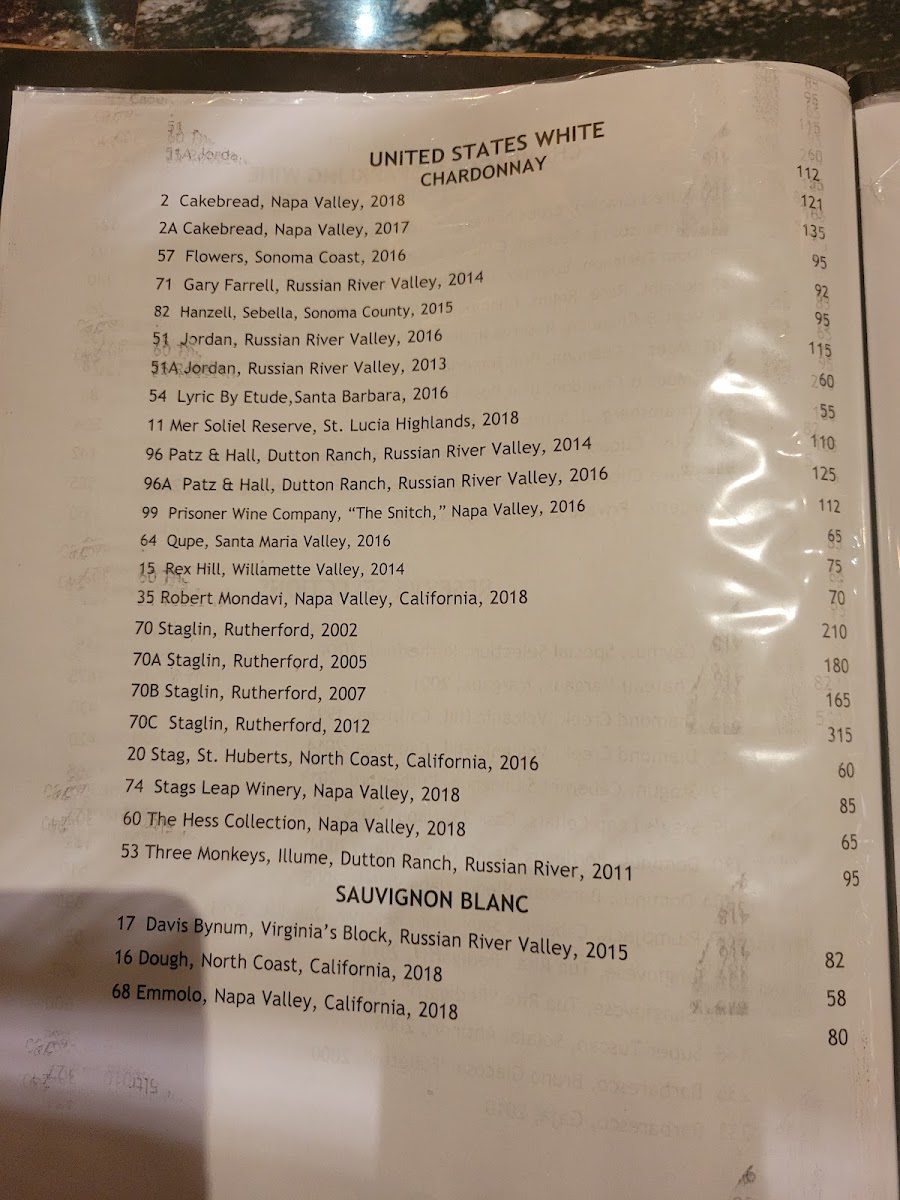 UNITED STATES WHITE
CHARDONNAY
2 Cakebread, Napa Valley, 2018 112
2A Cakebread, Napa Valley, 2017 121
57 Flowers, Sonoma Coast, 2016 135
71 Gary Farrell, Russian River Valley, 2014 95
82 Hanzell, Sebella, Sonoma County, 2015 92
51 Jordan, Russian River Valley, 2016 95
51A Jordan, Russian River Valley, 2013 115
54 Lyric By Etude,Santa Barbara, 2016 60
11 Mer Soliel Reserve, St. Lucia Highlands, 2018 55
96 Patz & Hall, Dutton Ranch, Russian River Valley, 2014 110
96A Patz & Hall, Dutton Ranch, Russian River Valley, 2016 125
99 Prisoner Wine Company, “The Snitch,” Napa Valley, 2016 112
64 Qupe, Santa Maria Valley, 2016 65
15 Rex Hill, Willamette Valley, 2014 75
35 Robert Mondavi, Napa Valley, California, 2018 70
70 Staglin, Rutherford, 2002 210
70A Staglin, Rutherford, 2005 180
70B Staglin, Rutherford, 2007 165
70C Staglin, Rutherford, 2012 315
20 Stag, St. Huberts, North Coast, California, 2016 60
74 Stags Leap Winery, Napa Valley, 2018 85
60 The Hess Collection, Napa Valley, 2018 65
53 Three Monkeys, Illume, Dutton Ranch, Russian River, 2011 95
SAUVIGNON BLANC
17 Davis Bynum, Virginia’s Block, Russian River Valley, 2015 82
16 Dough, North Coast, California, 2018 58
68 Emmolo, Napa Valley, California, 2018 80